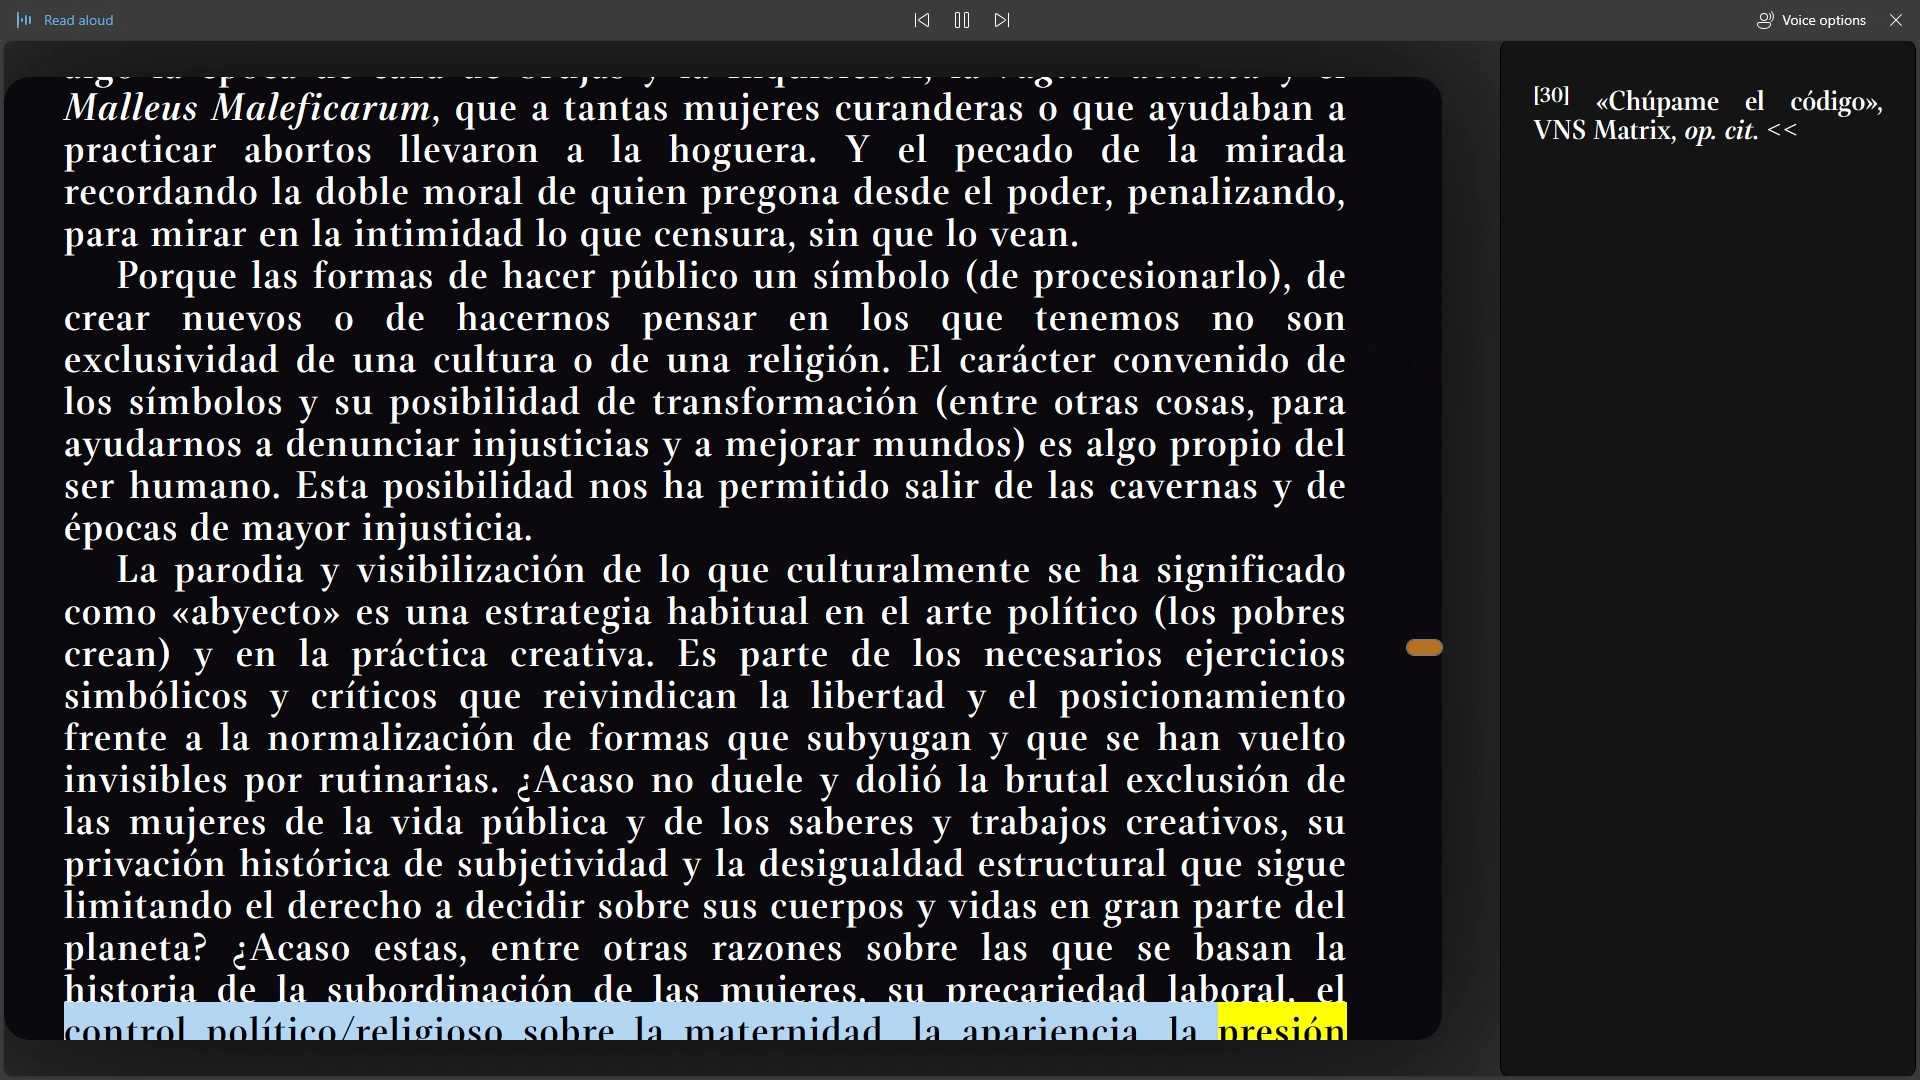 Read aloud
Voice options
Malleus Maleficarum, que a tantas mujeres curanderas o que ayudaban a
practicar abortos llevaron a la hoguera. Y el pecado de la mirada
recordando la doble moral de quien pregona desde el poder, penalizando,
para mirar en la intimidad lo que censura, sin que lo vean.
Porque las formas de hacer público un símbolo (de procesionarlo), de
crear nuevos o de hacernos pensar en los que tenemos no son
exclusividad de una cultura o de una religión. El carácter convenido de
los símbolos y su posibilidad de transformación (entre otras cosas, para
ayudarnos a denunciar injusticias y a mejorar mundos) es algo propio del
ser humano. Esta posibilidad nos ha permitido salir de las cavernas y de
épocas de mayor injusticia.
La parodia y visibilización de lo que culturalmente se ha significado
como «abyecto» es una estrategia habitual en el arte político (los pobres
crean) y en la práctica creativa. Es parte de los necesarios ejercicios
simbólicos y críticos que reivindican la libertad y el posicionamiento
frente a la normalización de formas que subyugan y que se han vuelto
invisibles por rutinarias. ¿Acaso no duele y dolió la brutal exclusión de
las mujeres de la vida pública y de los saberes y trabajos creativos, su
privación histórica de subjetividad y la desigualdad estructural que sigue
limitando el derecho a decidir sobre sus cuerpos y vidas en gran parte del
planeta? ¿Acaso estas, entre otras razones sobre las que se basan la
historia de la subordinación de las mujeres, su precariedad laboral, el
control político/religioso sobre la maternidad, la apariencia, la presión
[30] «Chúpame el código»,
VNS Matrix, op. cit. <<